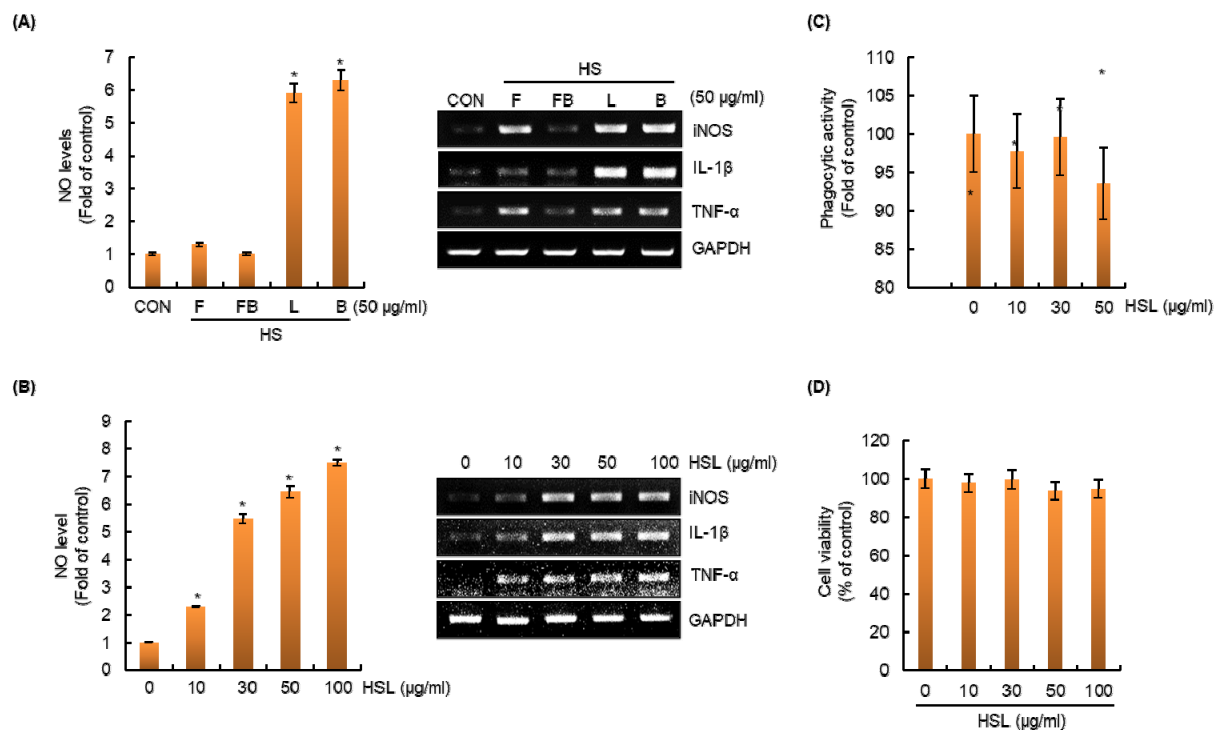 (A)
NO levels
(Fold of control)
7
6
5
4
3
2
1
0
*
*
CON F FB L B (50 µg/ml)
HS
HS
CON F FB L B (50 µg/ml)
iNOS
IL-1β
TNF-α
GAPDH
(B)
NO level
(Fold of control)
9
8
7
6
5
4
3
2
1
0
*
*
*
*
0 10 30 50 100 HSL (µg/ml)
0 10 30 50 100 HSL (µg/ml)
iNOS
IL-1β
TNF-α
GAPDH
(C)
Phagocytic activity
(Fold of control)
110
105
100
95
90
85
80
*
*
*
*
0 10 30 50 HSL (µg/ml)
(D)
Cell viability
(% of control)
120
100
80
60
40
20
0
0 10 30 50 100
HSL (µg/ml)